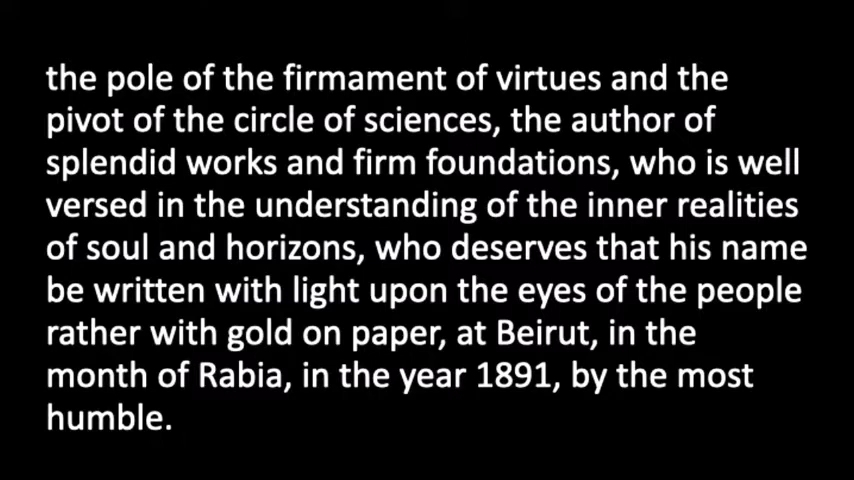 the pole of the firmament of virtues and the
pivot of the circle of sciences, the author of
splendid works and firm foundations, who is well
versed in the understanding of the inner realities
of soul and horizons, who deserves that his name
be written with light upon the eyes of the people
rather with gold on paper, at Beirut, in the
month of Rabia, in the year 1891, by the most
humble.